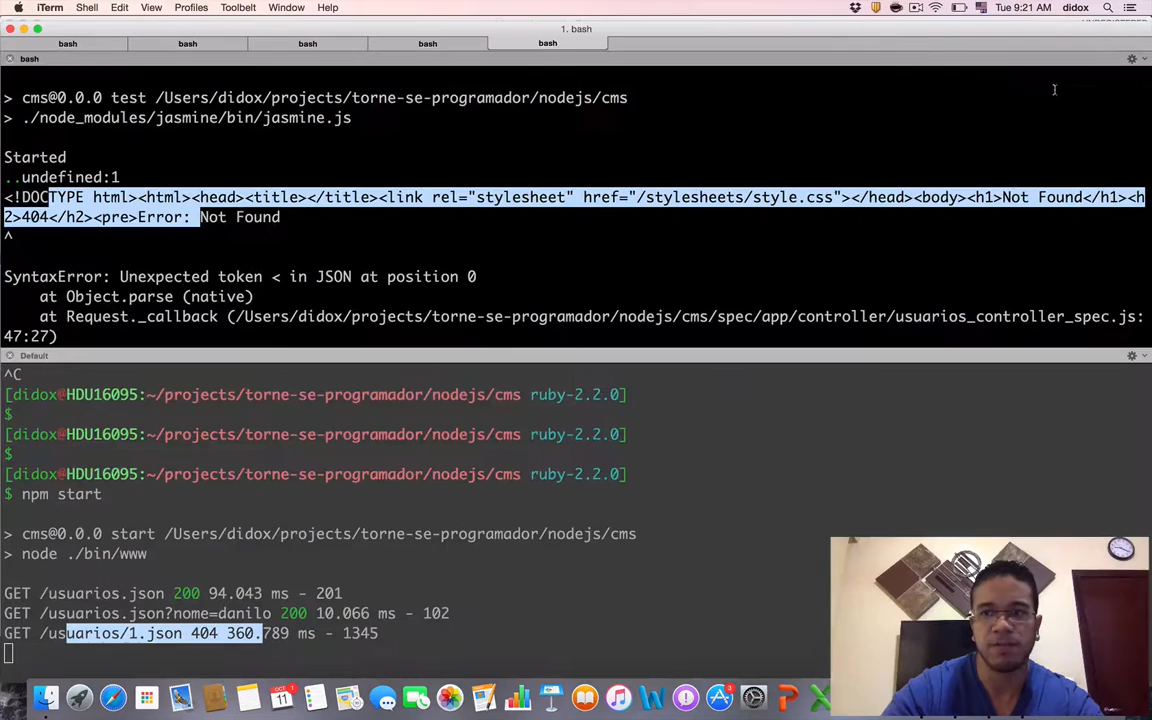 iTerm Shell Edit View Profiles Toolbelt Window Help Tue 9:21 AM didox
1. bash
bash bash bash bash bash
bash
> cms@0.0.0 test /Users/didox/projects/torne-se-programador/nodejs/cms
> ./node_modules/jasmine/bin/jasmine.js
Started
..undefined:1
<!DOCTYPE html><html><head><title></title><link rel="stylesheet" href="/stylesheets/style.css"></head><body><h1>Not Found</h1><h
2>404</h2><pre>Error: Not Found
^
SyntaxError: Unexpected token < in JSON at position 0
at Object.parse (native)
at Request._callback (/Users/didox/projects/torne-se-programador/nodejs/cms/spec/app/controller/usuarios_controller_spec.js:
47:27)
Default
^C
[didox@HDU16095:~/projects/torne-se-programador/nodejs/cms ruby-2.2.0]
$
[didox@HDU16095:~/projects/torne-se-programador/nodejs/cms ruby-2.2.0]
$
[didox@HDU16095:~/projects/torne-se-programador/nodejs/cms ruby-2.2.0]
$ npm start
> cms@0.0.0 start /Users/didox/projects/torne-se-programador/nodejs/cms
> node ./bin/www
GET /usuarios.json 200 94.043 ms - 201
GET /usuarios.json?nome=danilo 200 10.066 ms - 102
GET /usuarios/1.json 404 360.789 ms - 1345